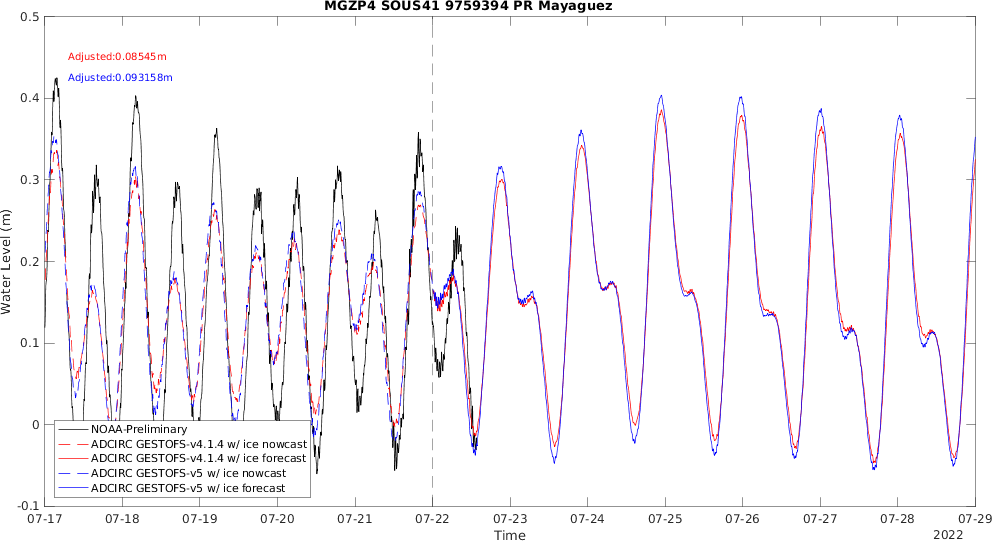 MGZP4 SOUS41 9759394 PR Mayaguez
0.5
Adjusted:0.08545m
Adjusted:0.093158m
0.4
0.3
0.2
0.1
0
-0.1
Water Level (m)
NOAA-Preliminary
ADCIRC GESTOFS-v4.1.4 w/ ice nowcast
ADCIRC GESTOFS-v4.1.4 w/ ice forecast
ADCIRC GESTOFS-v5 w/ ice nowcast
ADCIRC GESTOFS-v5 w/ ice forecast
07-17 07-18 07-19 07-20 07-21 07-22 07-23 07-24 07-25 07-26 07-27 07-28 07-29
Time
2022